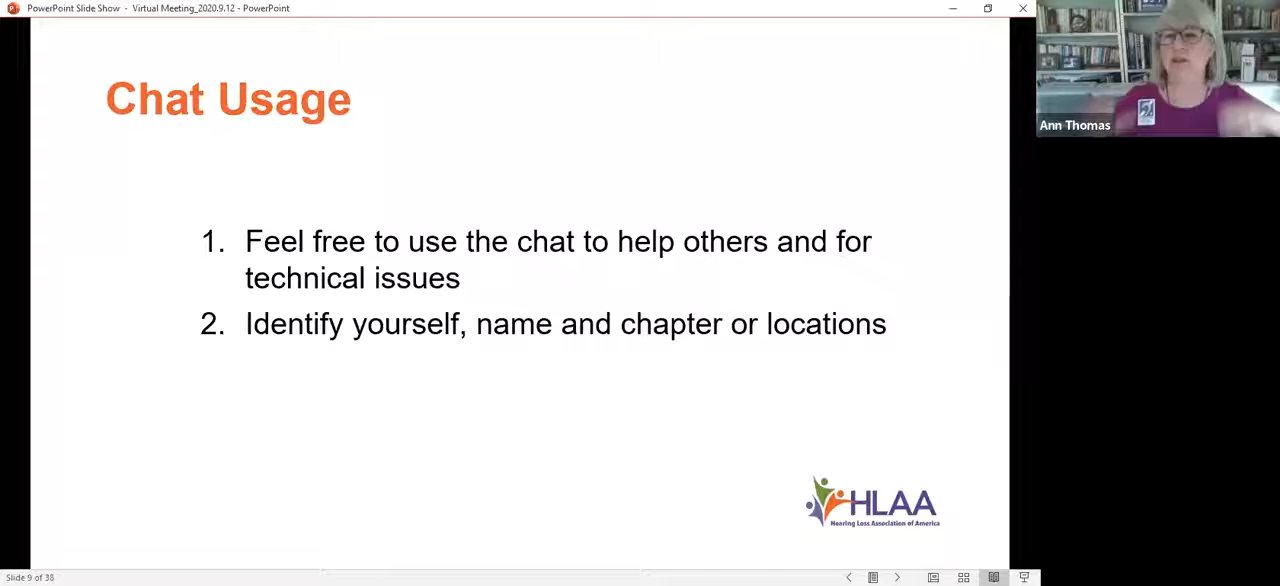 PowerPoint Slide Show - Virtual Meeting_2020.9.12 - PowerPoint
Ann Thomas
Chat Usage
1. Feel free to use the chat to help others and for
technical issues
2. Identify yourself, name and chapter or locations
HLAA
Hearing Loss Association of America
Slide 9 of 38